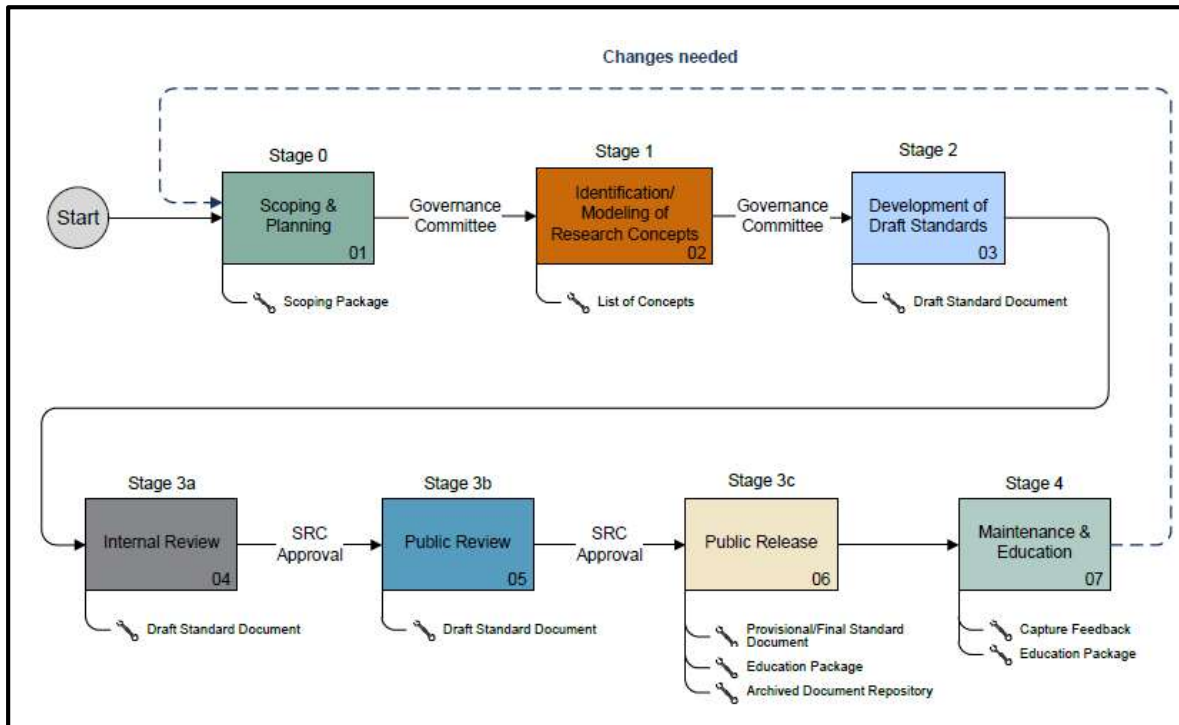 Changes needed
Stage 0
Stage 1
Stage 2
Start
Scoping &
Planning
01
Governance
Committee
Identification/
Modeling of
Research Concepts
02
Governance
Committee
Development of
Draft Standards
03
Scoping Package
List of Concepts
Draft Standard Document
Stage 3a
Stage 3b
Stage 3c
Stage 4
Internal Review
04
SRC
Approval
Public Review
05
SRC
Approval
Public Release
06
Maintenance &
Education
07
Draft Standard Document
Draft Standard Document
Provisional/Final Standard
Document
Education Package
Archived Document Repository
Capture Feedback
Education Package